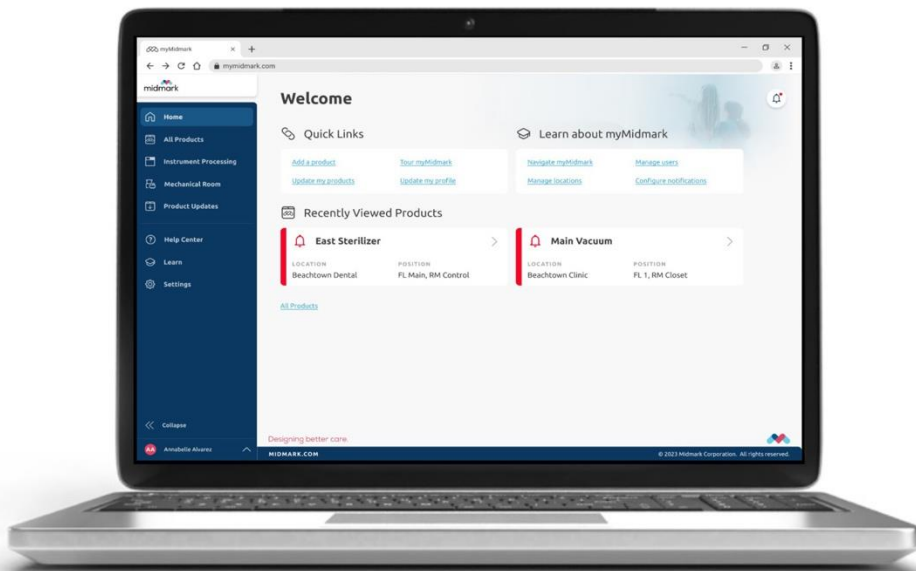 myMidmark
mymidmark.com
midmark
Home
All Products
Instrument Processing
Mechanical Room
Product Updates
Help Center
Learn
Settings
Collapse
AA Annabelle Alvarez
Welcome
Quick Links
Add a product Tour myMidmark
Update my products Update my profile
Learn about myMidmark
Navigate myMidmark Manage users
Manage locations Configure notifications
Recently Viewed Products
East Sterilizer
LOCATION POSITION
Beachtown Dental FL Main, RM Control
Main Vacuum
LOCATION POSITION
Beachtown Clinic FL 1, RM Closet
All Products
Designing better care.
MIDMARK.COM © 2023 Midmark Corporation. All rights reserved.